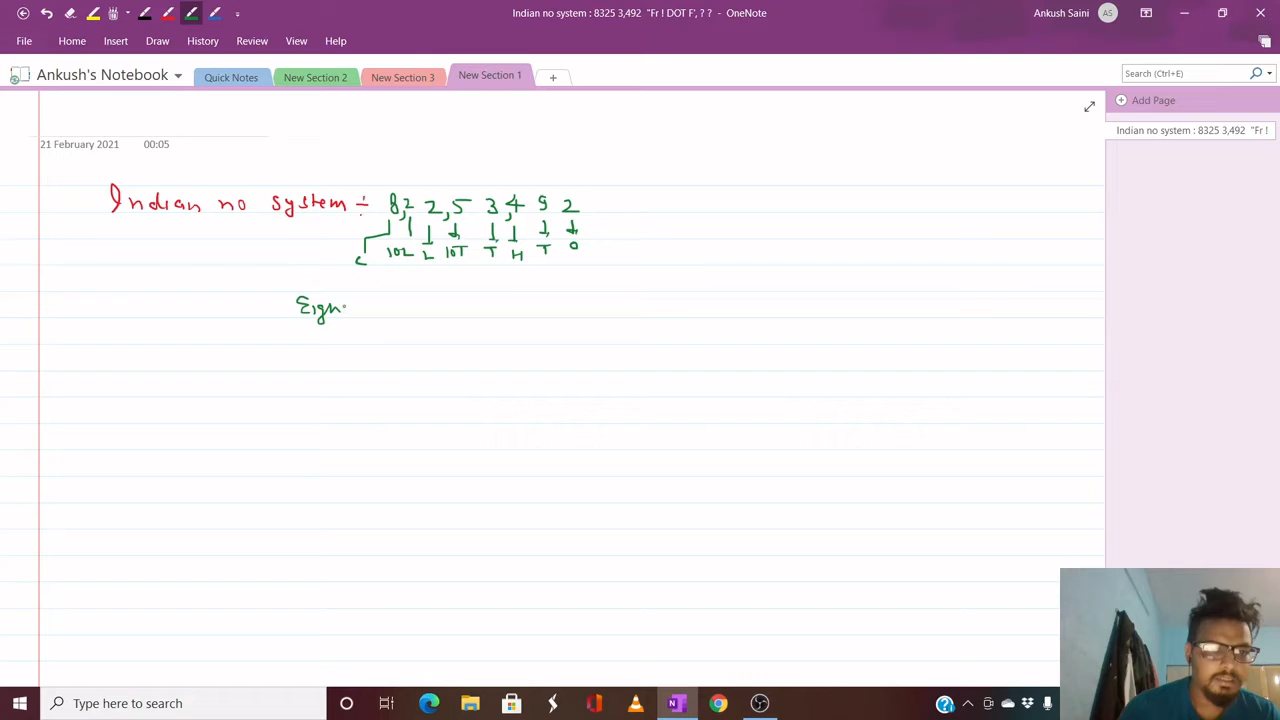 Indian no system : 8325 3,492 "Fr ! DOT F', ? ? - OneNote
Ankush Saini AS
File Home Insert Draw History Review View Help
Ankush's Notebook Quick Notes New Section 2 New Section 3 New Section 1 +
Search (Ctrl+E)
Add Page
Indian no system : 8325 3,492 "Fr !
21 February 2021 00:05
Indian no system ÷ 8,2 2,5 3,4 9 2
C 10L L 10T T H T O
Eigh
Type here to search